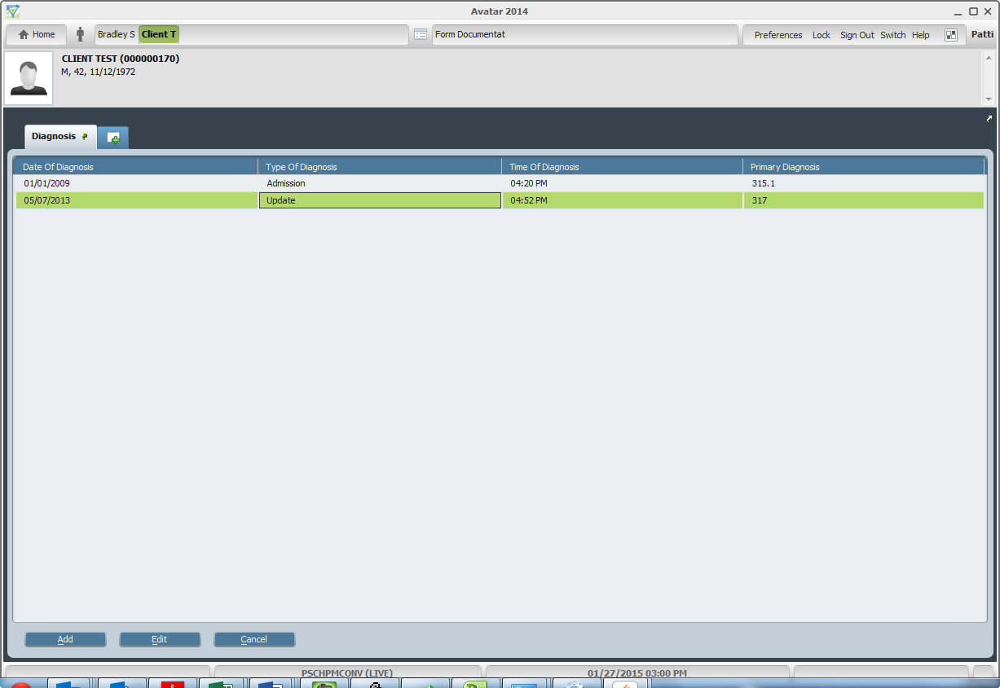 Avatar 2014
Home Bradley S Client T Form Documentat Preferences Lock Sign Out Switch Help Patti
CLIENT TEST (000000170)
M, 42, 11/12/1972
Diagnosis
Date Of Diagnosis Type Of Diagnosis Time Of Diagnosis Primary Diagnosis
01/01/2009 Admission 04:20 PM 315.1
05/07/2013 Update 04:52 PM 317
Add Edit Cancel
PSCHPMCONV (LIVE) 01/27/2015 03:00 PM